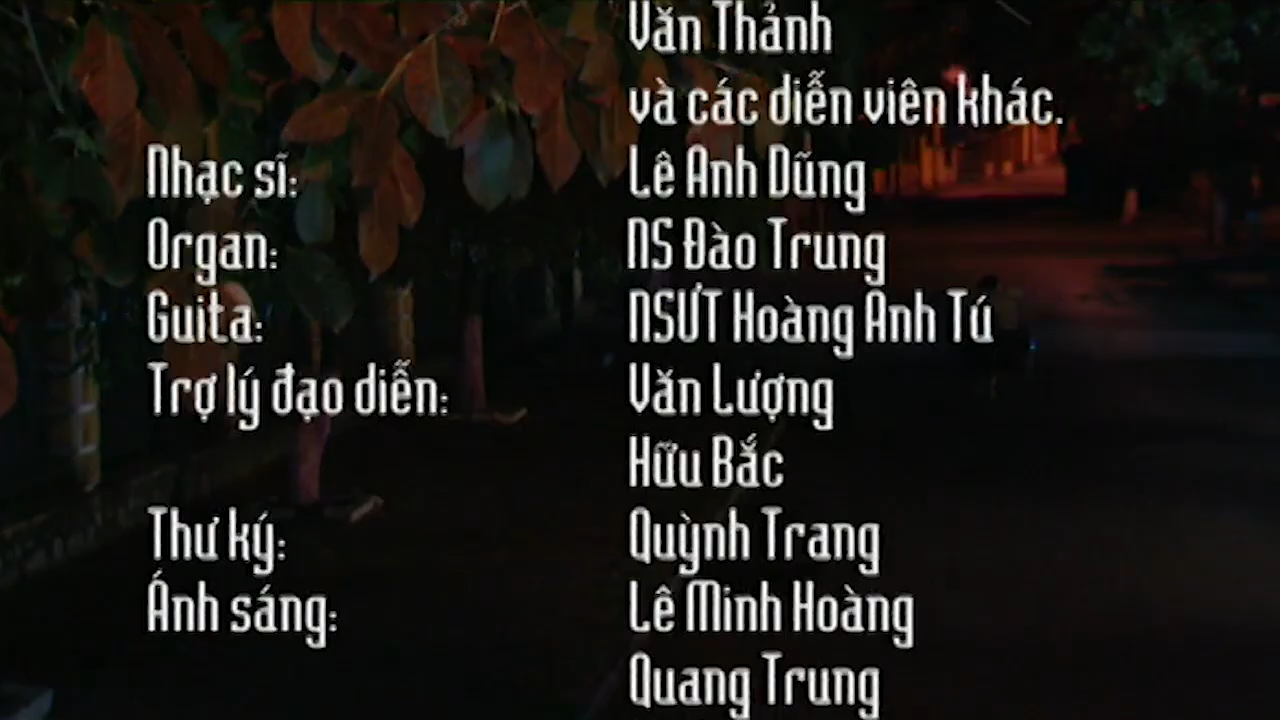 Văn Thảnh
và các diễn viên khác.
Nhạc sĩ: Lê Anh Dũng
Organ: NS Đào Trung
Guita: NSƯT Hoàng Anh Tú
Trợ lý đạo diễn: Văn Lượng
Hữu Bắc
Thư ký: Quỳnh Trang
Ánh sáng: Lê Minh Hoàng
Quang Trung